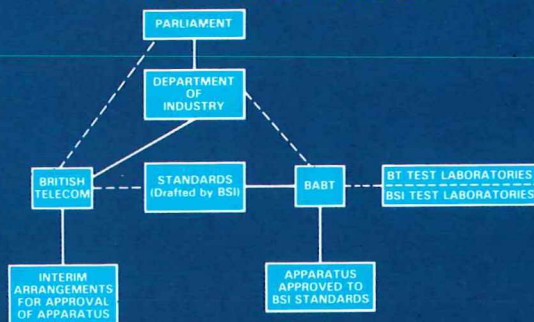 PARLIAMENT
DEPARTMENT
OF
INDUSTRY
BRITISH
TELECOM
STANDARDS
(Drafted by BSI)
BABT
BT TEST LABORATORIES
BSI TEST LABORATORIES
INTERIM
ARRANGEMENTS
FOR APPROVAL
OF APPARATUS
APPARATUS
APPROVED TO
BSI STANDARDS